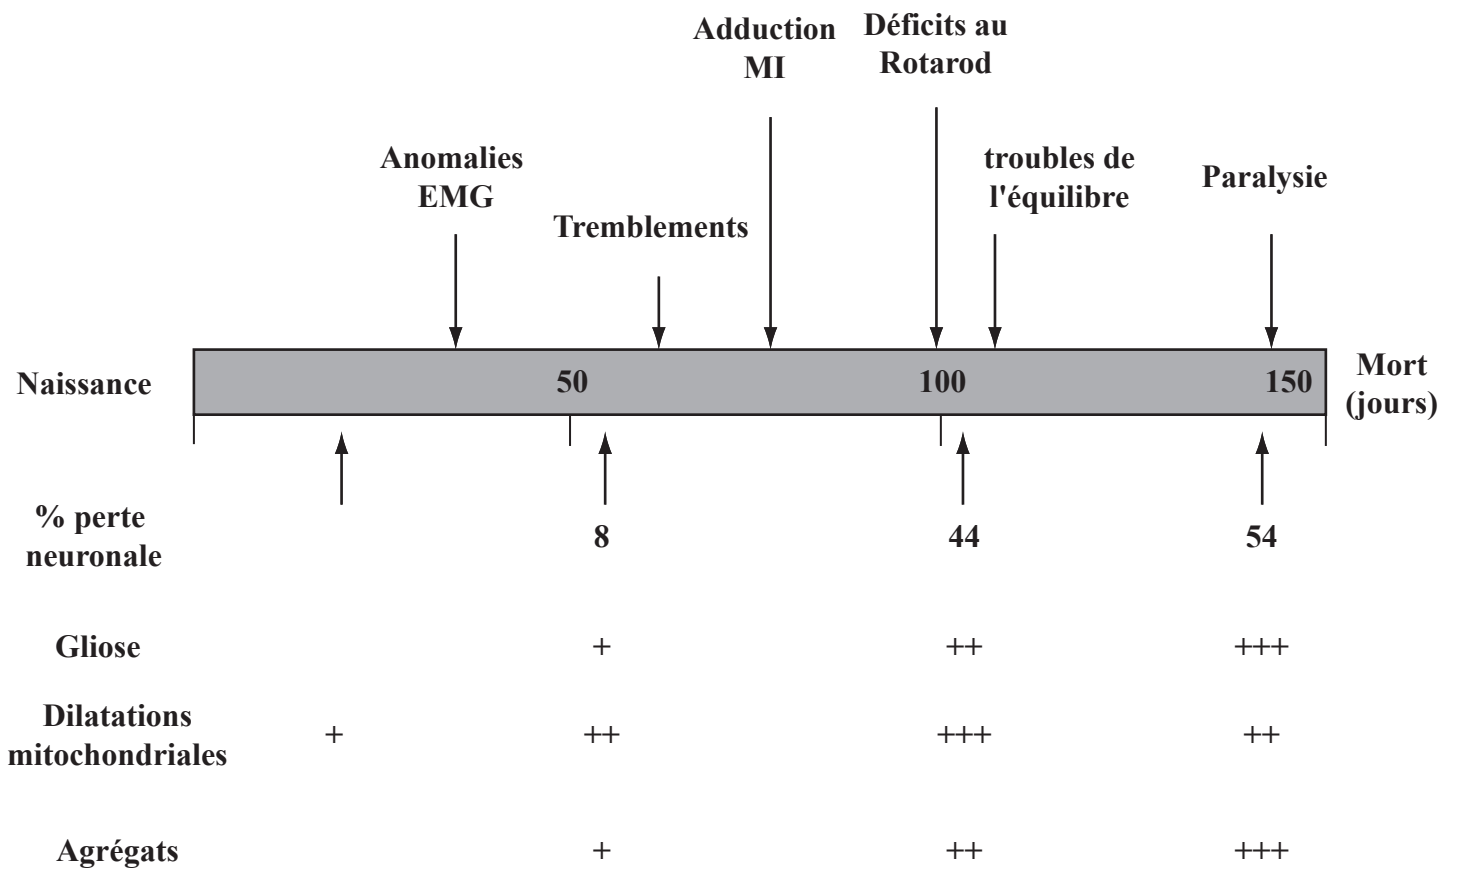 Adduction
MI
Déficits au
Rotarod
Anomalies
EMG
Tremblements
troubles de
l'équilibre
Paralysie
Naissance
50
100
150
Mort
(jours)
% perte
neuronale
8
44
54
Gliose
+
++
+++
Dilatations
mitochondriales
+
++
+++
++
Agrégats
+
++
+++